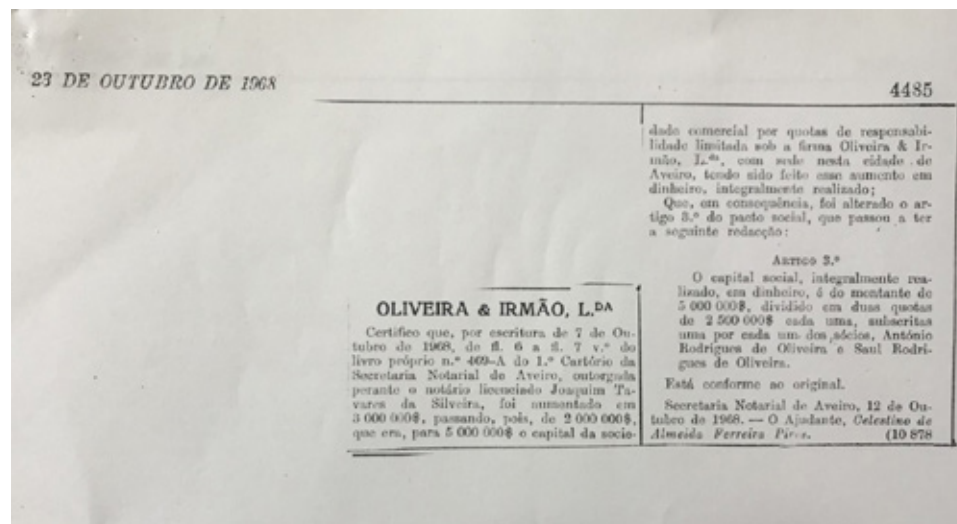 23 DE OUTUBRO DE 1968
4485
OLIVEIRA & IRMÃO, L.DA
Certifico que, por escritura de 7 de Ou-
tubro de 1968, de fl. 6 a fl. 7 v.º do
livro próprio n.º 469-A do 1.º Cartório da
Secretaria Notarial de Aveiro, outorgada
perante o notário licenciado Joaquim Ta-
vares da Silveira, foi aumentado em
3 000 000$, passando, pois, de 2 000 000$,
que era, para 5 000 000$ o capital da socie-
dade comercial por quotas de responsabi-
lidade limitada sob a firma Oliveira & Ir-
mão, L.da, com sede nesta cidade de
Aveiro, tendo sido feito esse aumento em
dinheiro, integralmente realizado;
Que, em consequência, foi alterado o ar-
tigo 3.º do pacto social, que passou a ter
a seguinte redacção:
ARTIGO 3.º
O capital social, integralmente rea-
lizado, em dinheiro, é do montante de
5 000 000$, dividido em duas quotas
de 2 500 000$ cada uma, subscritas
uma por cada um dos sócios, António
Rodrigues de Oliveira e Saul Rodri-
gues de Oliveira.
Está conforme ao original.
Secretaria Notarial de Aveiro, 12 de Ou-
tubro de 1968. — O Ajudante, Celestino de
Almeida Ferreira Pires. (10 878